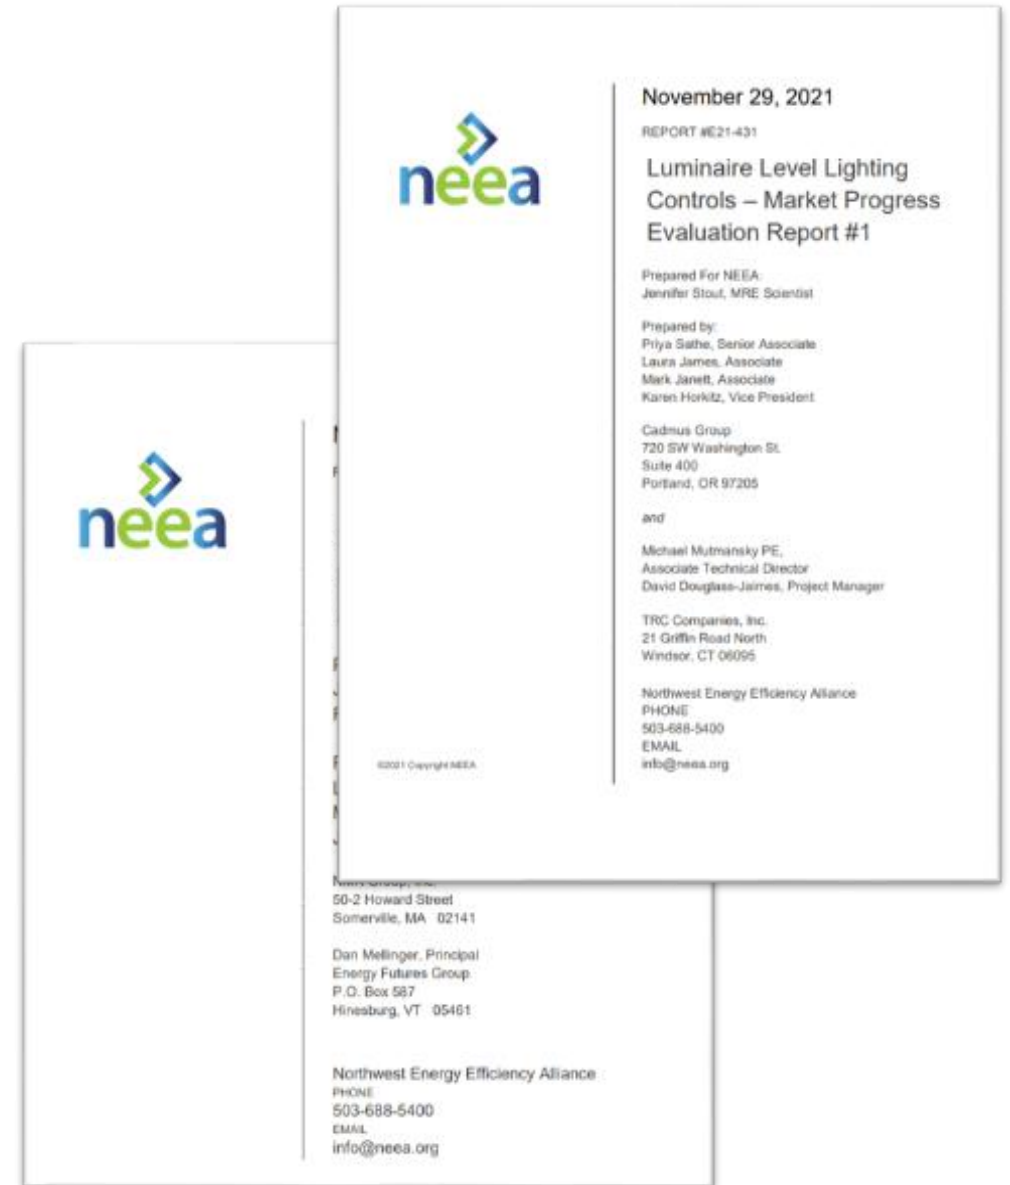 neea
November 29, 2021
REPORT #E21-431
Luminaire Level Lighting
Controls – Market Progress
Evaluation Report #1
Prepared For NEEA:
Jennifer Stout, MRE Scientist
Prepared by:
Priya Sathe, Senior Associate
Laura James, Associate
Mark Janett, Associate
Karen Horkitz, Vice President
Cadmus Group
720 SW Washington St.
Suite 400
Portland, OR 97205
and
Michael Mutmansky PE,
Associate Technical Director
David Douglass-Jaimes, Project Manager
TRC Companies, Inc.
21 Griffin Road North
Windsor, CT 06095
Northwest Energy Efficiency Alliance
PHONE
503-688-5400
EMAIL
info@neea.org
©2021 Copyright NEEA
neea
50-2 Howard Street
Somerville, MA 02141
Dan Mellinger, Principal
Energy Futures Group
P.O. Box 587
Hinesburg, VT 05461
Northwest Energy Efficiency Alliance
PHONE
503-688-5400
EMAIL
info@neea.org